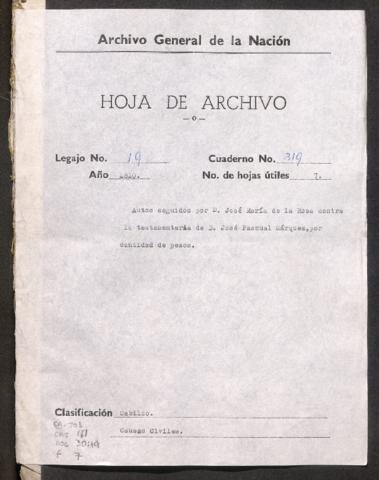 Archivo General de la Nación
HOJA DE ARCHIVO
—o—
Legajo No. 19 Cuaderno No. 319
Año 1810. No. de hojas útiles 7.
Autos seguidos por D. José María de la Rosa contra
la testamentaría de D. José Pascual Márques, por
cantidad de pesos.
Clasificación Cabildo.
Causas Civiles.